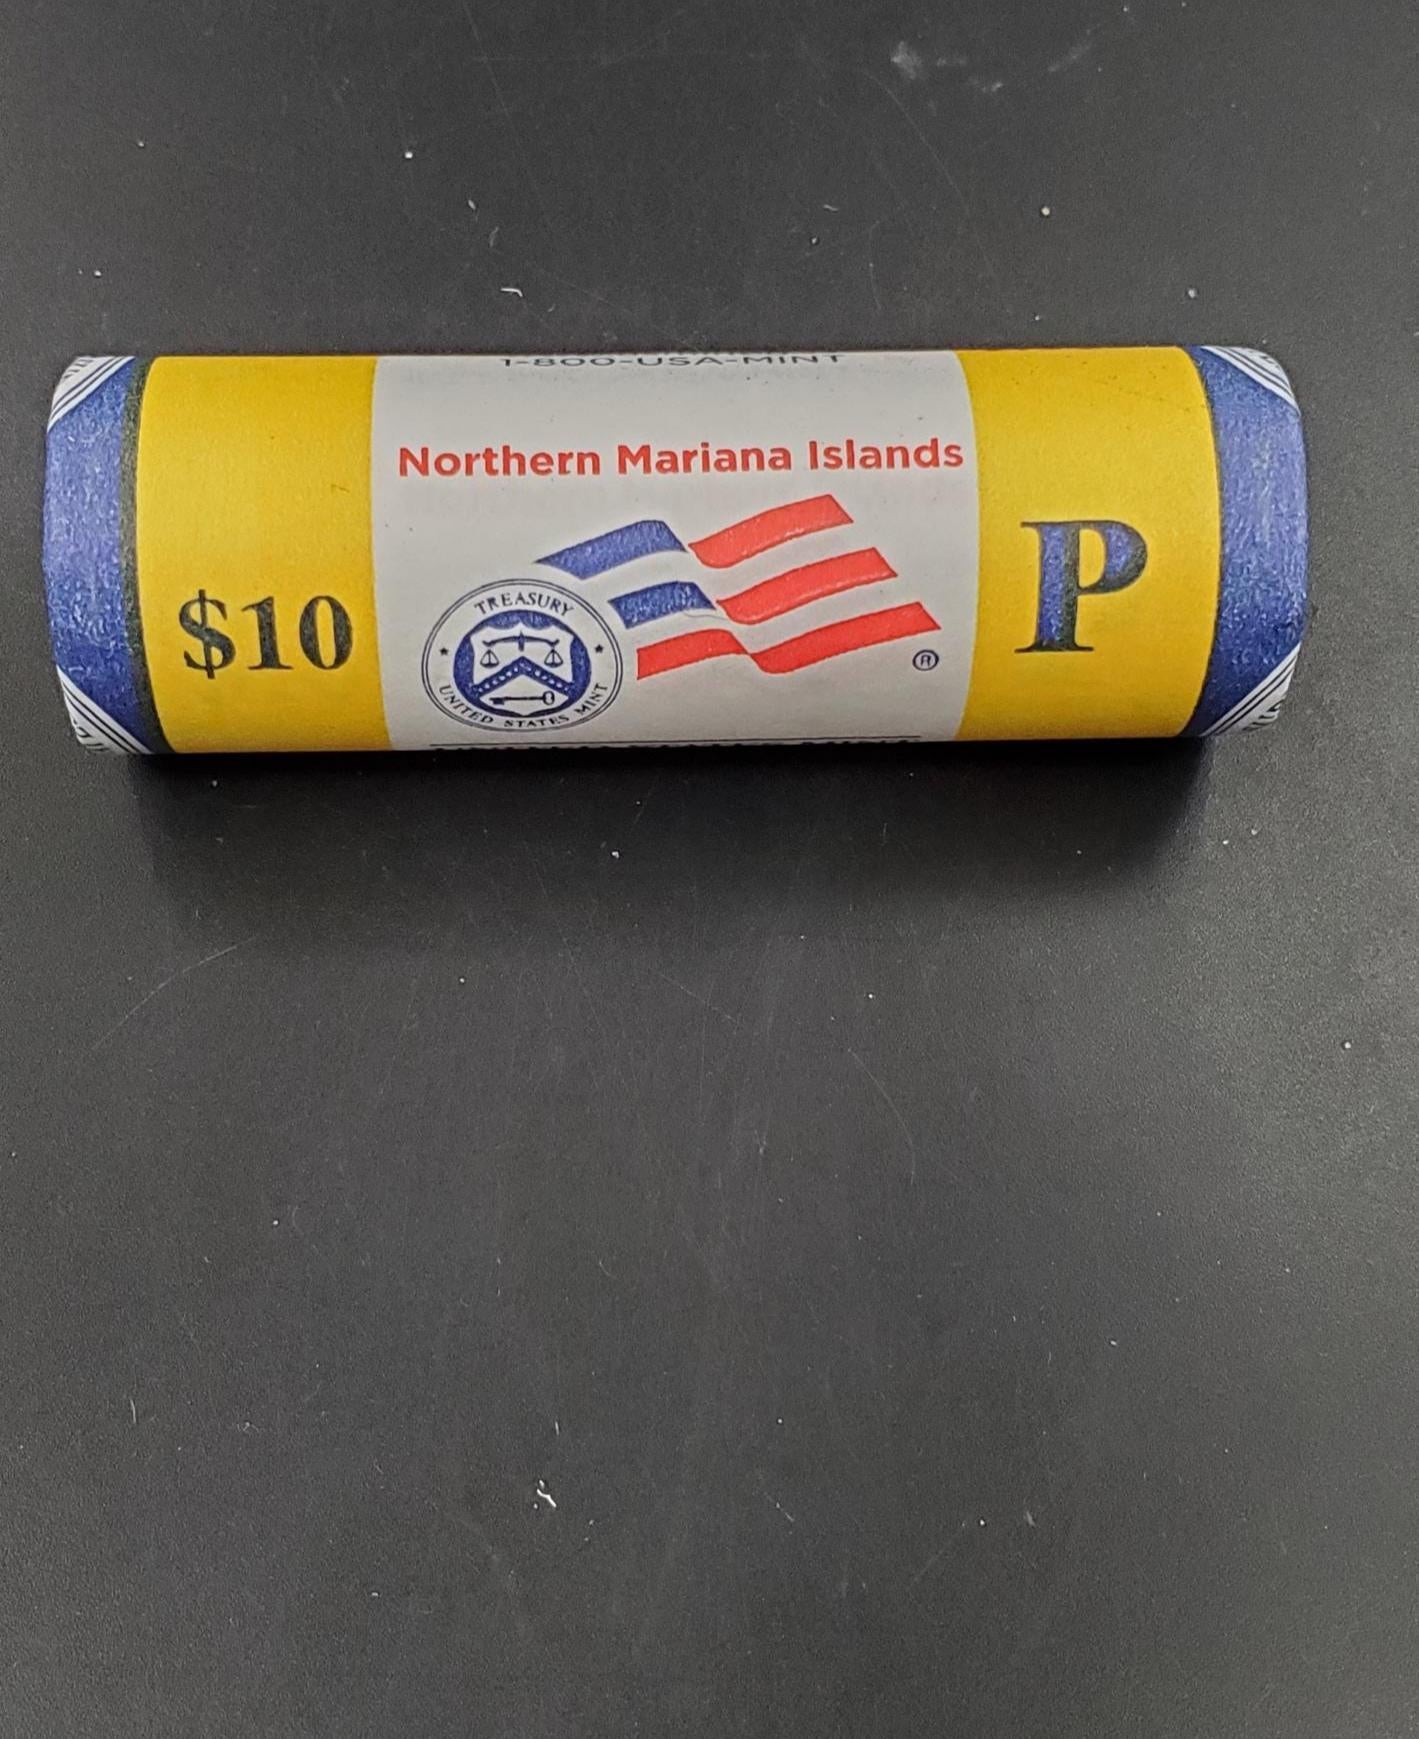 1-800-USA-MINT
Northern Mariana Islands
$10
TREASURY
UNITED STATES MINT
®
P